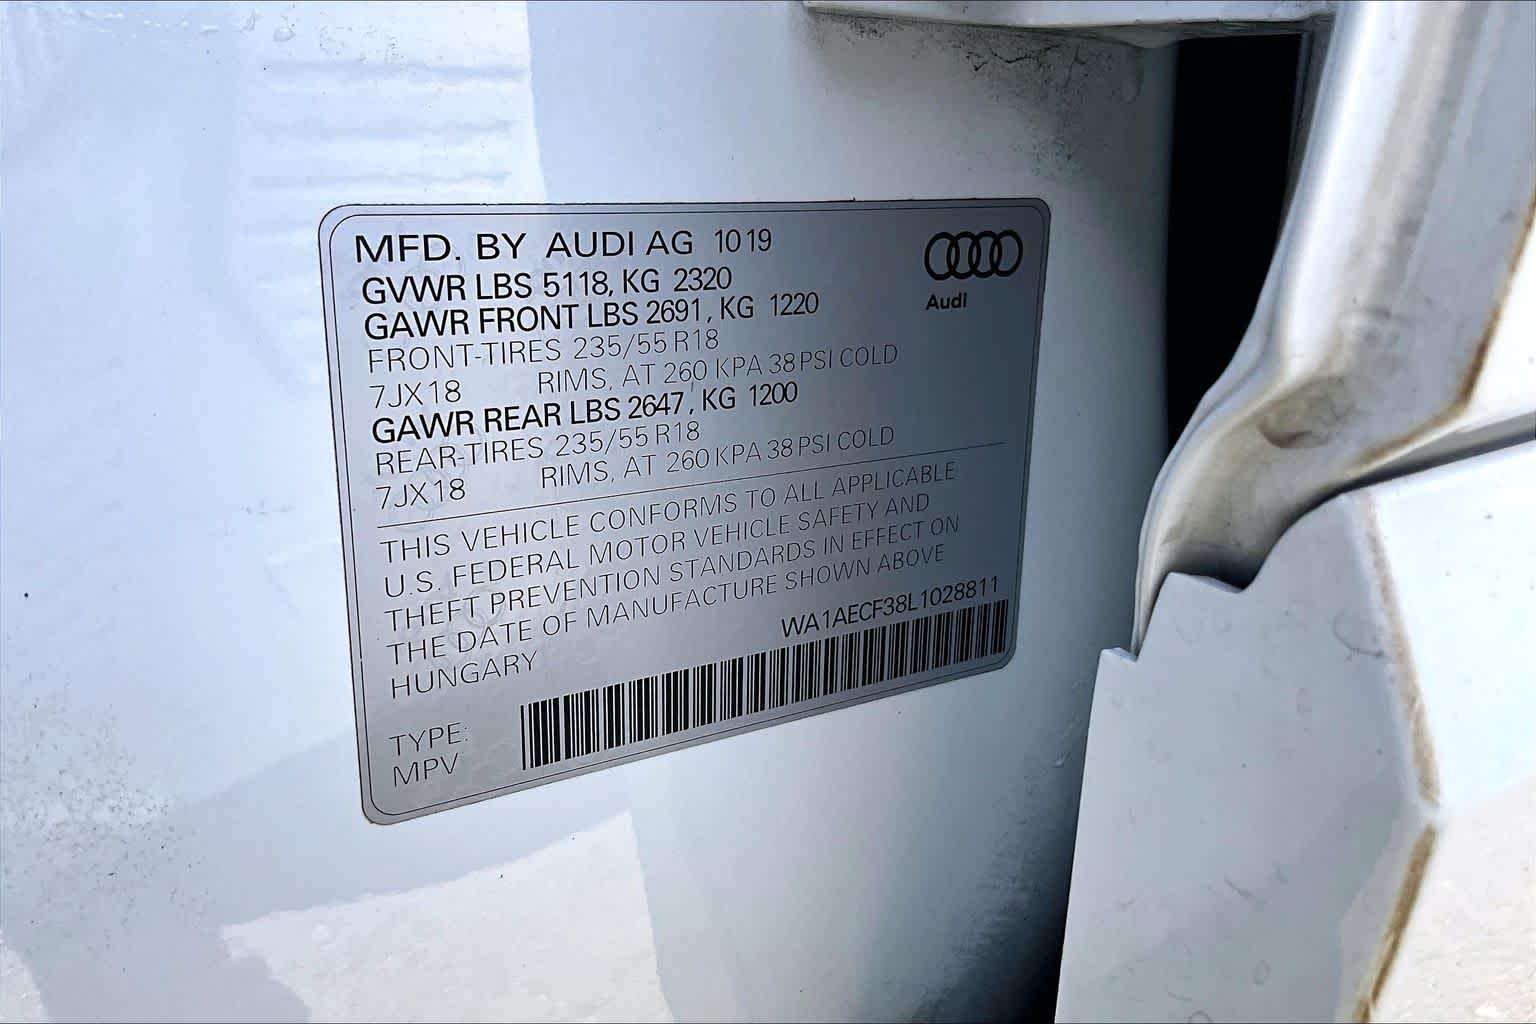 MFD. BY AUDI AG 10 19
GVWR LBS 5118, KG 2320
GAWR FRONT LBS 2691, KG 1220
FRONT-TIRES 235/55 R18
7JX18 RIMS, AT 260 KPA 38 PSI COLD
GAWR REAR LBS 2647, KG 1200
REAR-TIRES 235/55 R18
7JX18 RIMS, AT 260 KPA 38 PSI COLD
THIS VEHICLE CONFORMS TO ALL APPLICABLE
U.S. FEDERAL MOTOR VEHICLE SAFETY AND
THEFT PREVENTION STANDARDS IN EFFECT ON
THE DATE OF MANUFACTURE SHOWN ABOVE
HUNGARY
WA1AECF38L1028811
TYPE:
MPV
Audi